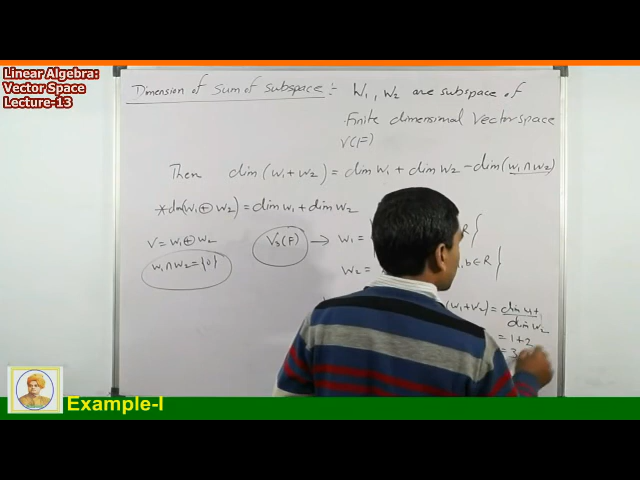 Linear Algebra:
Vector Space
Lecture-13
Dimension of Sum of Subspace :- W₁, W₂ are subspace of
finite dimensional Vector space
V(F)
Then dim (W₁+W₂) = dim W₁ + dim W₂ - dim (W₁∩W₂)
*dim(W₁⊕W₂) = dim W₁ + dim W₂
V = W₁⊕W₂
W₁∩W₂ = {0}
V₃(F) → W₁ = R}
W₂ = , b ∈ R}
(W₁+W₂) = dim W₁ +
dim W₂
= 1+2
= 3
Example-I